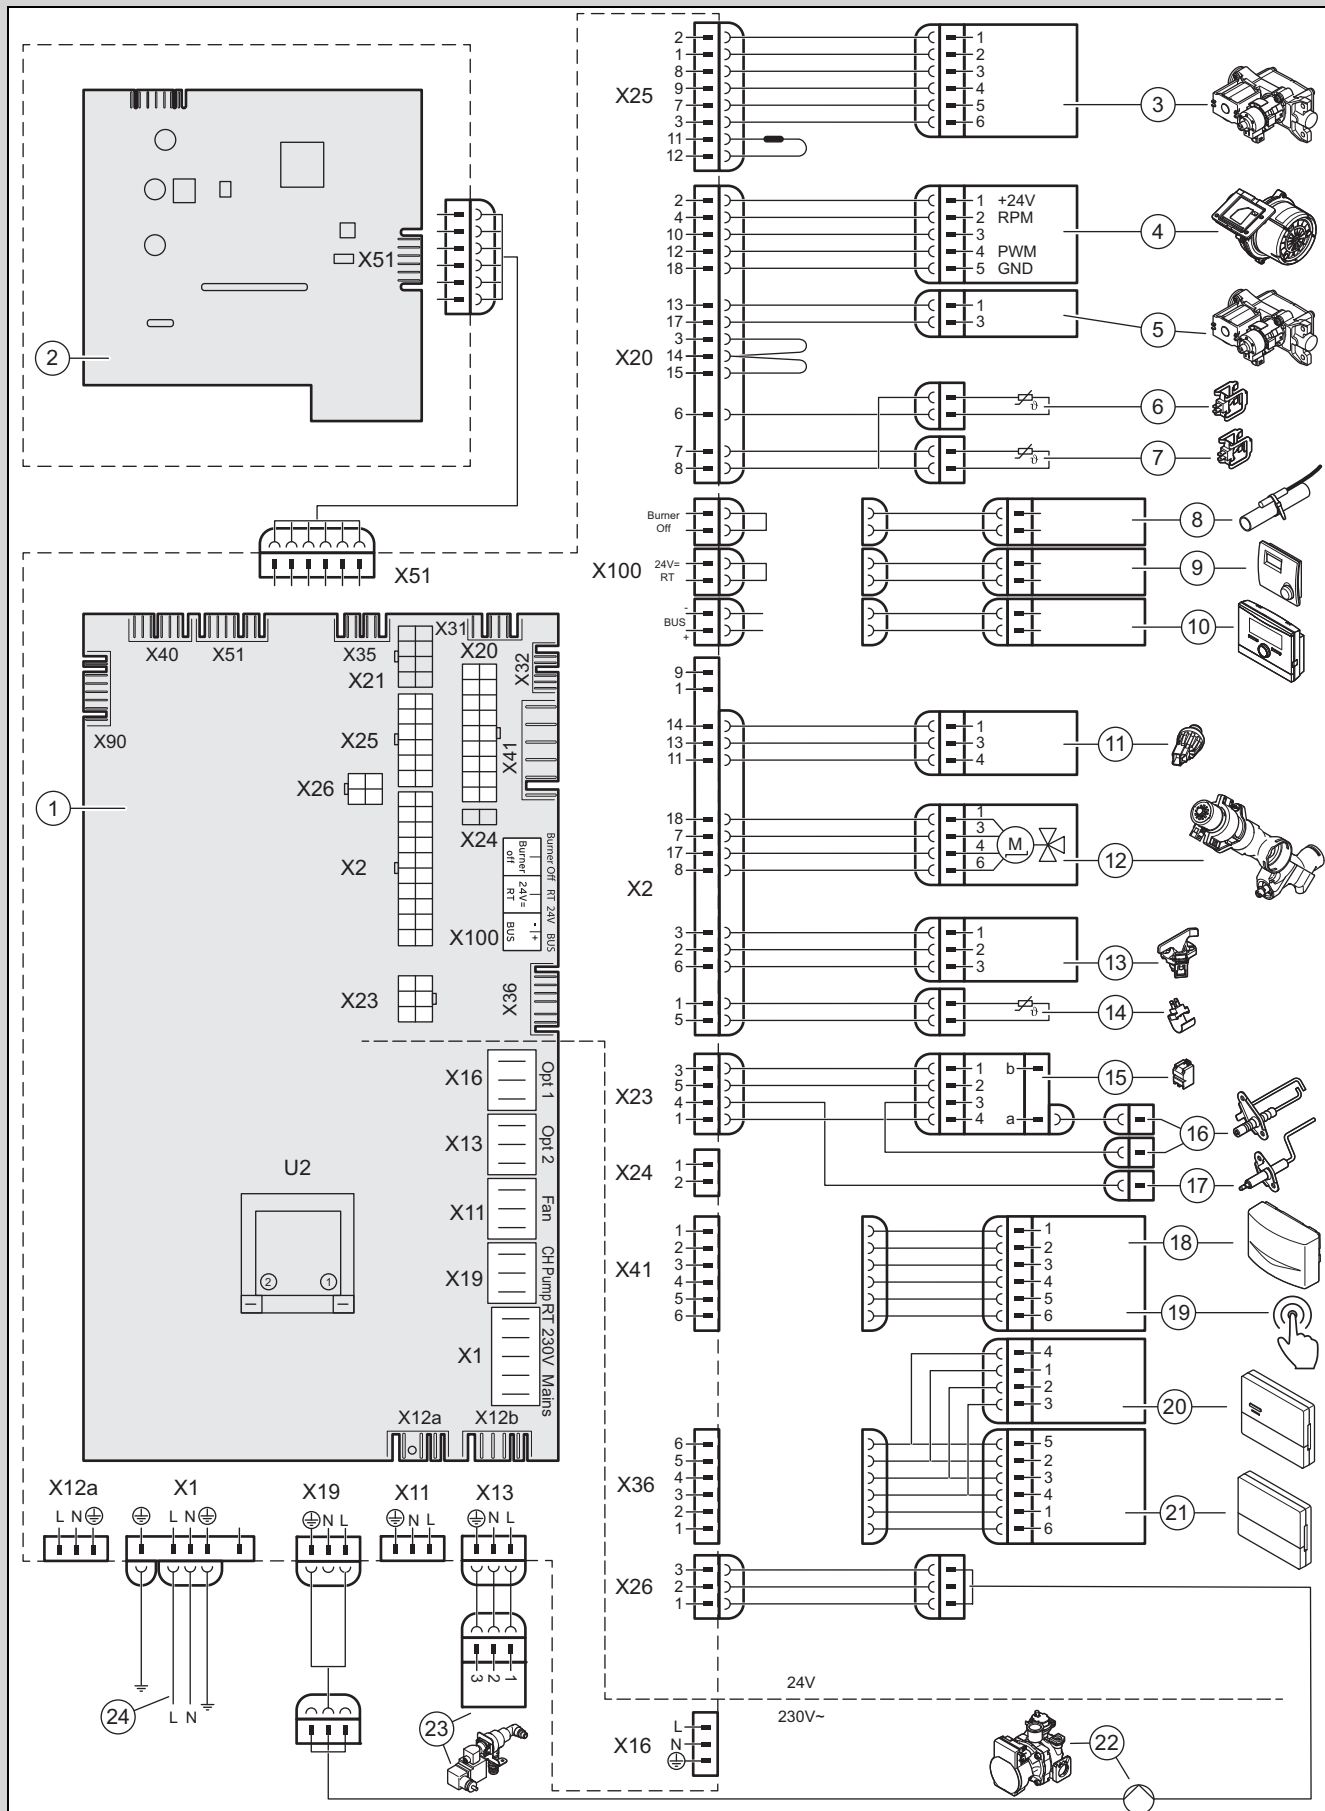 X25
2 1
1 2
8 3
9 4
7 5
3 6
11
12
3
2 1 +24V
4 2 RPM
10 3
12 4 PWM
18 5 GND
4
X51
2
X20
13 1
17 3
3
14
15
5
6
ϑ
6
7
8
ϑ
7
X51
X100
Burner
Off
8
24V=
RT
9
-
BUS
+
10
X40
X51
X35
X31
X21
X20
X32
X90
X25
X41
X26
X24
X2
X100
Burner
off
24V=
RT
BUS
- +
Burner Off RT 24V BUS
X23
X36
1
X16
Opt 1
X13
Opt 2
X11
Fan
X19
CH Pump
X1
RT 230V Mains
U2
2 1
X12a
X12b
X2
9
1
14 1
13 3
11 4
11
18 1
7 3
17 4
8 6
M
12
3 1
2 2
6 3
13
1
5
ϑ
14
X23
3 1 b
5 2
4 3
1 4 a
15
16
17
X24
1
2
X41
1 1
2 2
3 3
4 4
5 5
6 6
18
19
4
1
2
3
20
X36
6 5
5 2
4 3
3 4
2 1
1 6
21
X26
3
2
1
X12a
L N
X1
L N
X19
N L
X11
N L
X13
N L
24
L N
3 2 1
23
24V
230V~
X16
L
N
22